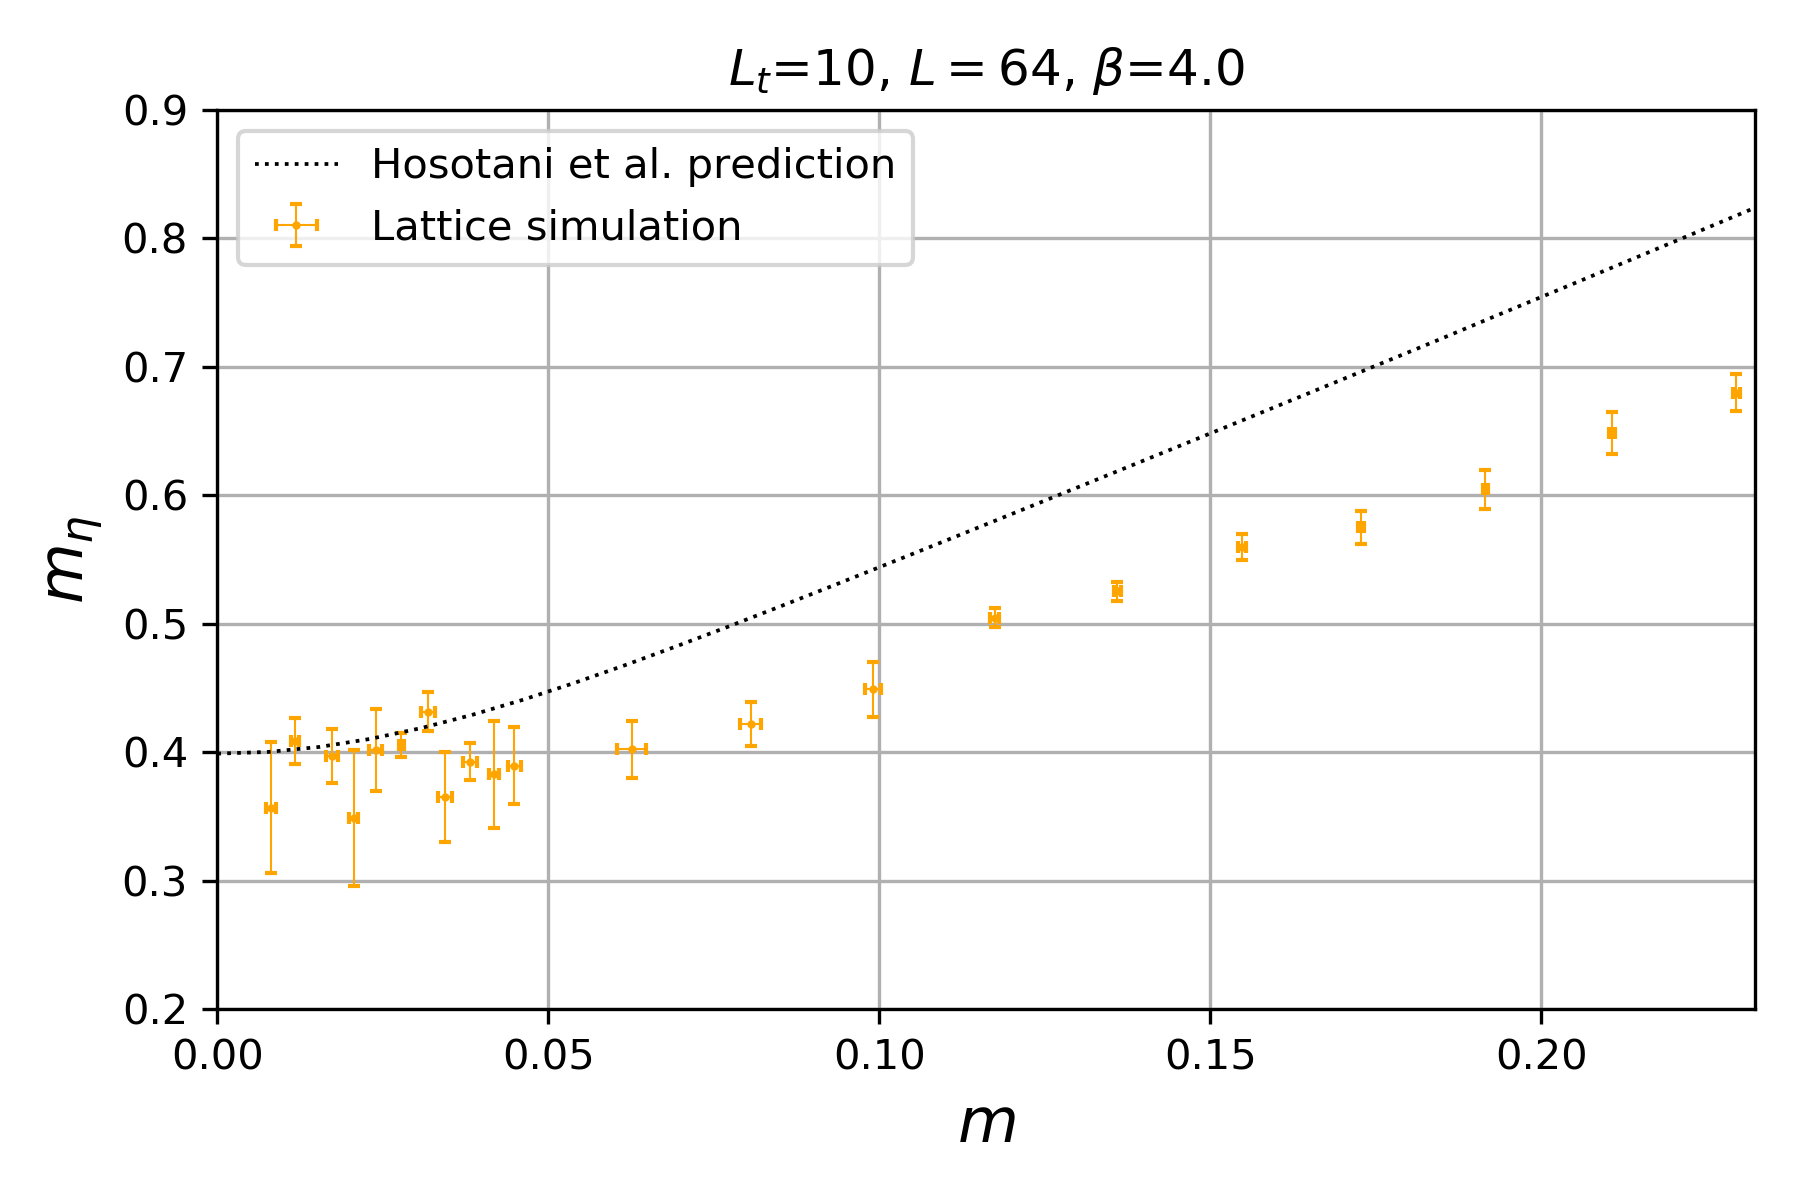 L_t=10, L = 64, β=4.0
Hosotani et al. prediction
Lattice simulation
0.9
0.8
0.7
0.6
0.5
0.4
0.3
0.2
m_η
0.00 0.05 0.10 0.15 0.20
m